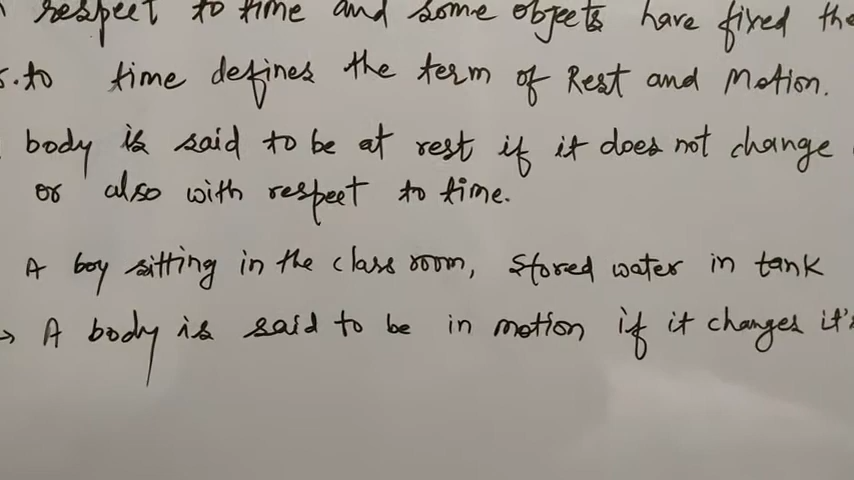 respect to time and some objects have fixed the
to time defines the term of Rest and Motion.
body is said to be at rest if it does not change
or also with respect to time.
A boy sitting in the class room, Stored water in tank
→ A body is said to be in motion if it changes it's